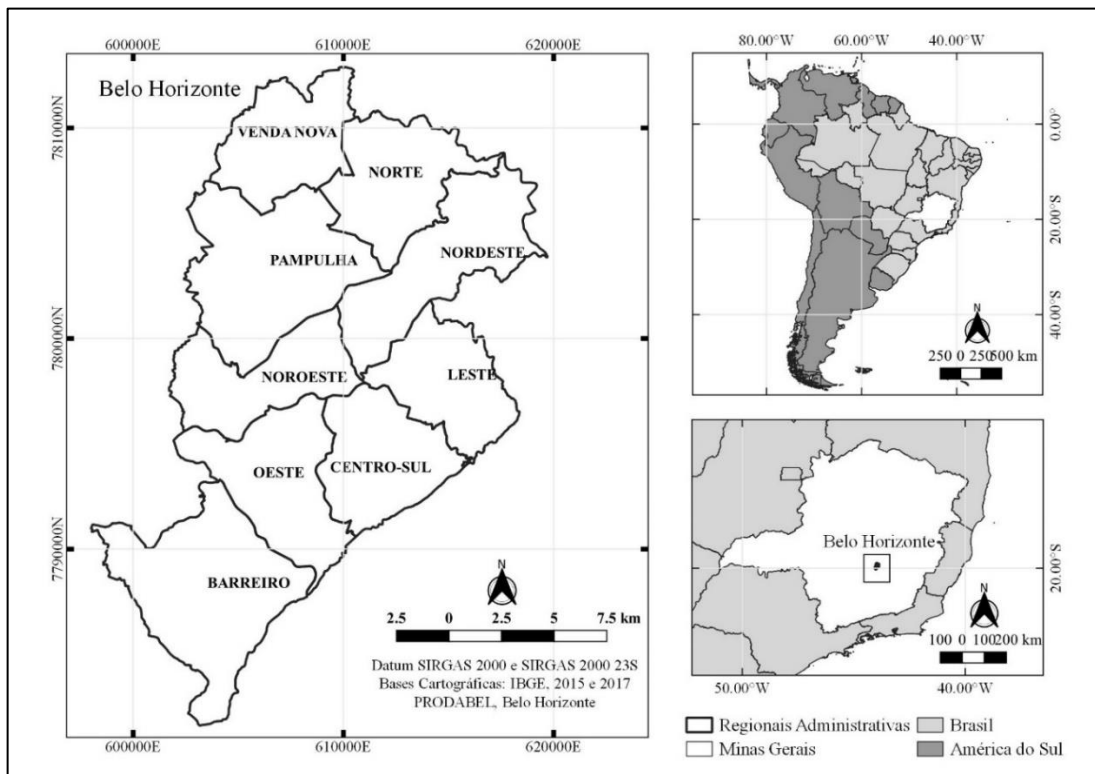 600000E 610000E 620000E
Belo Horizonte
7810000N
VENDA NOVA
NORTE
NORDESTE
PAMPULHA
7800000N
NOROESTE
LESTE
OESTE
CENTRO-SUL
7790000N
BARREIRO
N
2.5 0 2.5 5 7.5 km
Datum SIRGAS 2000 e SIRGAS 2000 23S
Bases Cartográficas: IBGE, 2015 e 2017
PRODABEL, Belo Horizonte
600000E 610000E 620000E
80.00°W 60.00°W 40.00°W
0.00°
20.00°S
40.00°S
N
250 0 250 500 km
Belo Horizonte
20.00°S
N
100 0 100 200 km
50.00°W 40.00°W
Regionais Administrativas
Brasil
Minas Gerais
América do Sul